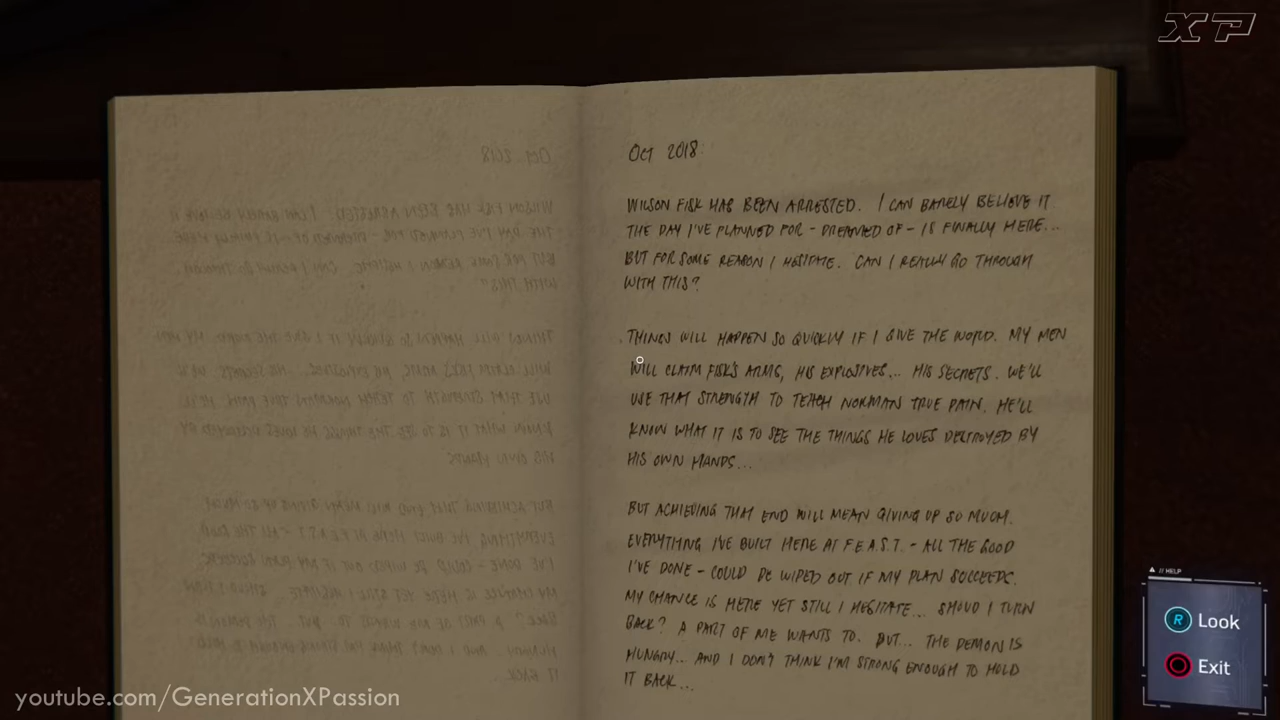 XP
Oct 2018
WILSON FISK HAS BEEN ARRESTED. I CAN BARELY BELIEVE IT
THE DAY I'VE PLANNED FOR - DREAMED OF - IS FINALLY HERE...
BUT FOR SOME REASON I HESITATE. CAN I REALLY GO THROUGH
WITH THIS?
THINGS WILL HAPPEN SO QUICKLY IF I GIVE THE WORD. MY MEN
WILL CLAIM FISK'S ARMS, HIS EXPLOSIVES... HIS SECRETS. WE'LL
USE THAT STRENGTH TO TEACH NORMAN TRUE PAIN. HE'LL
KNOW WHAT IT IS TO SEE THE THINGS HE LOVES DESTROYED BY
HIS OWN HANDS...
BUT ACHIEVING THAT END WILL MEAN GIVING UP SO MUCH.
EVERYTHING I'VE BUILT HERE AT F.E.A.S.T. - ALL THE GOOD
I'VE DONE - COULD BE WIPED OUT IF MY PLAN SUCCEEDS.
MY CHANCE IS HERE YET STILL I HESITATE... SHOULD I TURN
BACK? A PART OF ME WANTS TO. BUT... THE DEMON IS
HUNGRY... AND I DON'T THINK I'M STRONG ENOUGH TO HOLD
IT BACK...
// HELP
R Look
Exit
youtube.com/GenerationXPassion